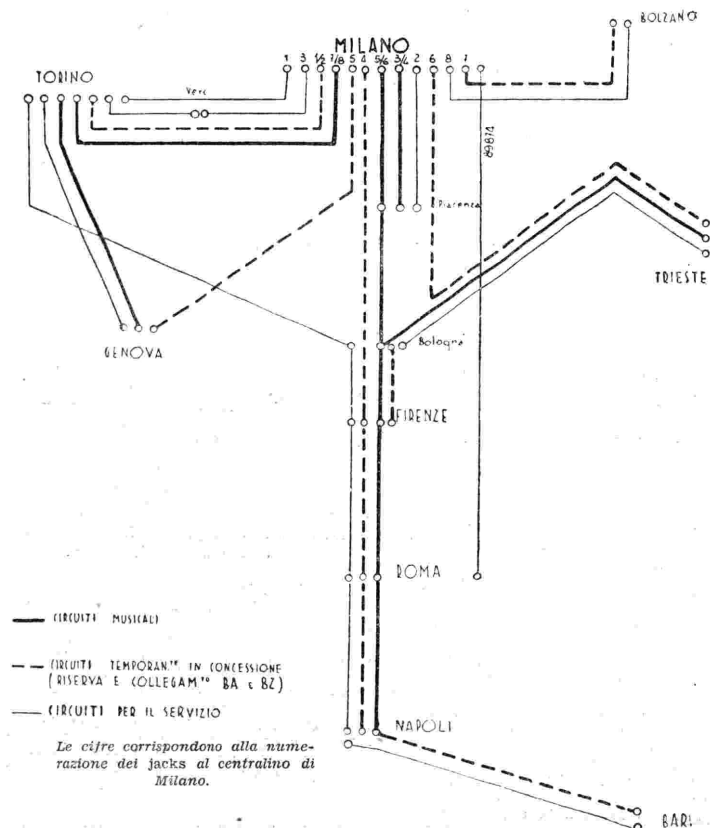 BOLZANO
MILANO
1 3 1/2 7/8 5 4 5/6 3/4 2 6 8 7
TORINO
Verc
89874
Piacenza
TRIESTE
Bologna
GENOVA
FIRENZE
ROMA
CIRCUITI MUSICALI
CIRCUITI TEMPORAN.TE IN CONCESSIONE
(RISERVA E COLLEGAM.TO BA E BZ)
CIRCUITI PER IL SERVIZIO
NAPOLI
Le cifre corrispondono alla nume-
razione dei jacks al centralino di
Milano.
BARI